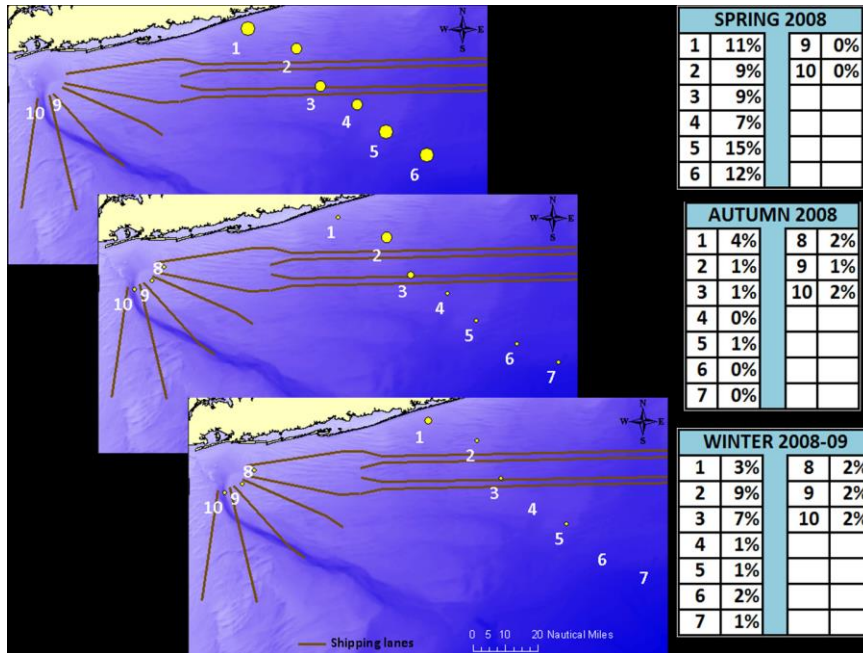 N
W E
S
1
2
3
4
5
6
10 9
N
W E
S
1
2
3
4
5
6
7
8
9
10
N
W E
S
1
2
3
4
5
6
7
8
9
10
Shipping lanes
0 5 10 20 Nautical Miles
SPRING 2008
1 11% 9 0%
2 9% 10 0%
3 9%
4 7%
5 15%
6 12%
AUTUMN 2008
1 4% 8 2%
2 1% 9 1%
3 1% 10 2%
4 0%
5 1%
6 0%
7 0%
WINTER 2008-09
1 3% 8 2%
2 9% 9 2%
3 7% 10 2%
4 1%
5 1%
6 2%
7 1%